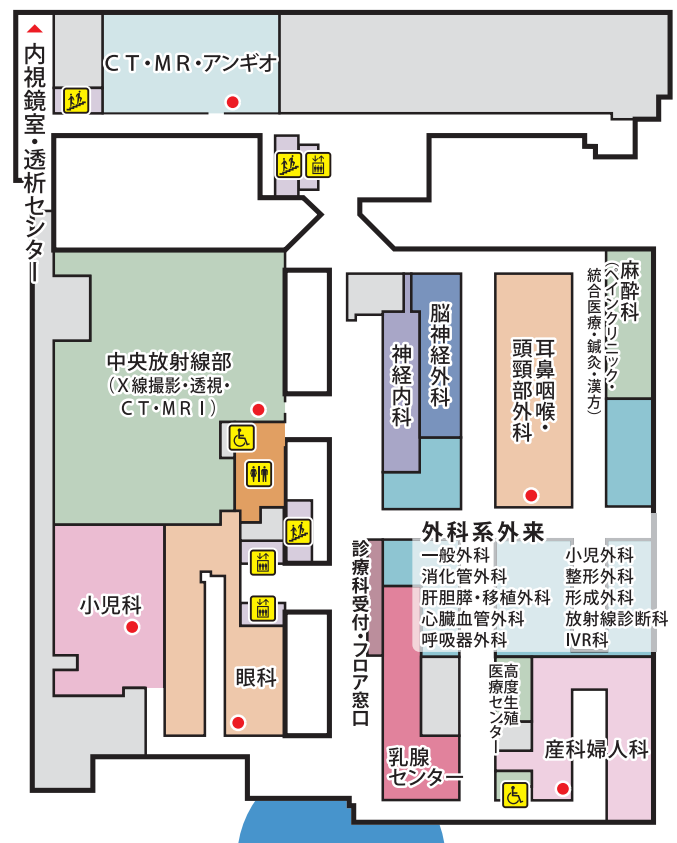 内視鏡室・透析センター
CT・MR・アンギオ
中央放射線部
（X線撮影・透視・
CT・MRI）
神経内科
脳神経外科
耳鼻咽喉・
頭頸部外科
麻酔科
（ペインクリニック・
統合医療・鍼灸・漢方）
外科系外来
一般外科
消化管外科
肝胆膵・移植外科
心臓血管外科
呼吸器外科
小児外科
整形外科
形成外科
放射線診断科
IVR科
診療科受付・フロア窓口
小児科
眼科
乳腺
センター
高度生殖
医療センター
産科婦人科